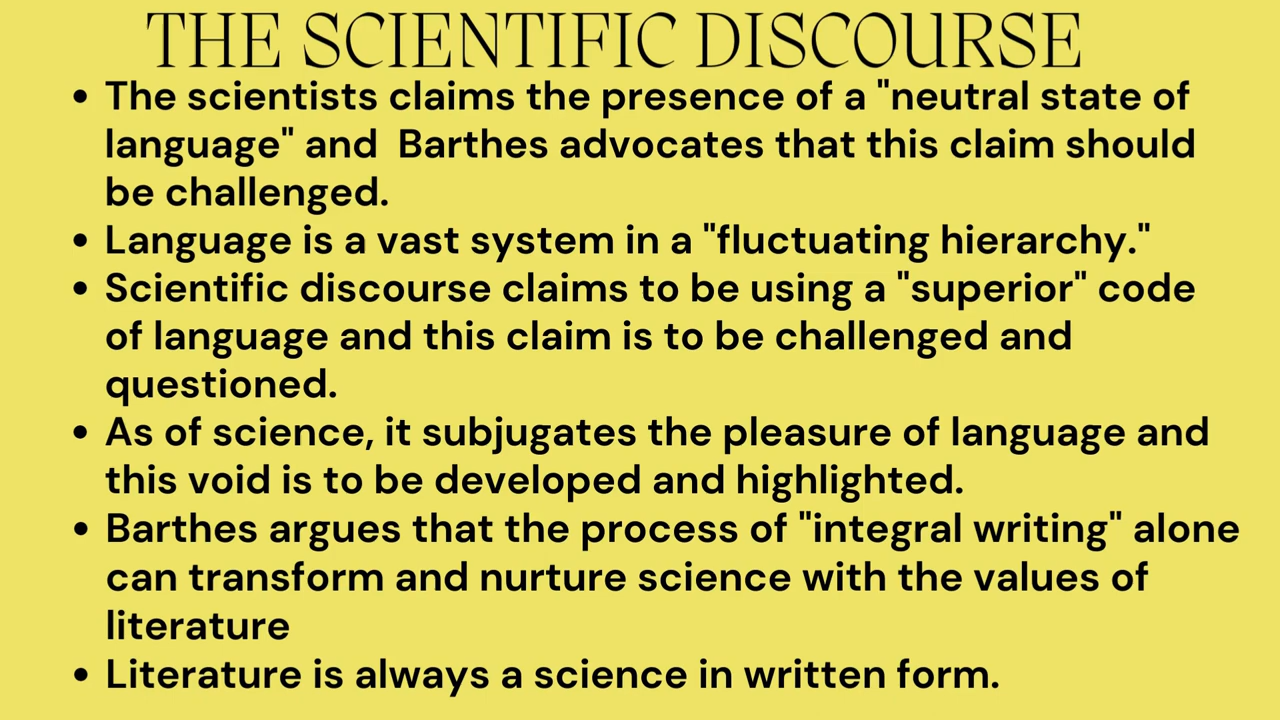 THE SCIENTIFIC DISCOURSE
• The scientists claims the presence of a "neutral state of
language" and  Barthes advocates that this claim should
be challenged.
• Language is a vast system in a "fluctuating hierarchy."
• Scientific discourse claims to be using a "superior" code
of language and this claim is to be challenged and
questioned.
• As of science, it subjugates the pleasure of language and
this void is to be developed and highlighted.
• Barthes argues that the process of "integral writing" alone
can transform and nurture science with the values of
literature
• Literature is always a science in written form.